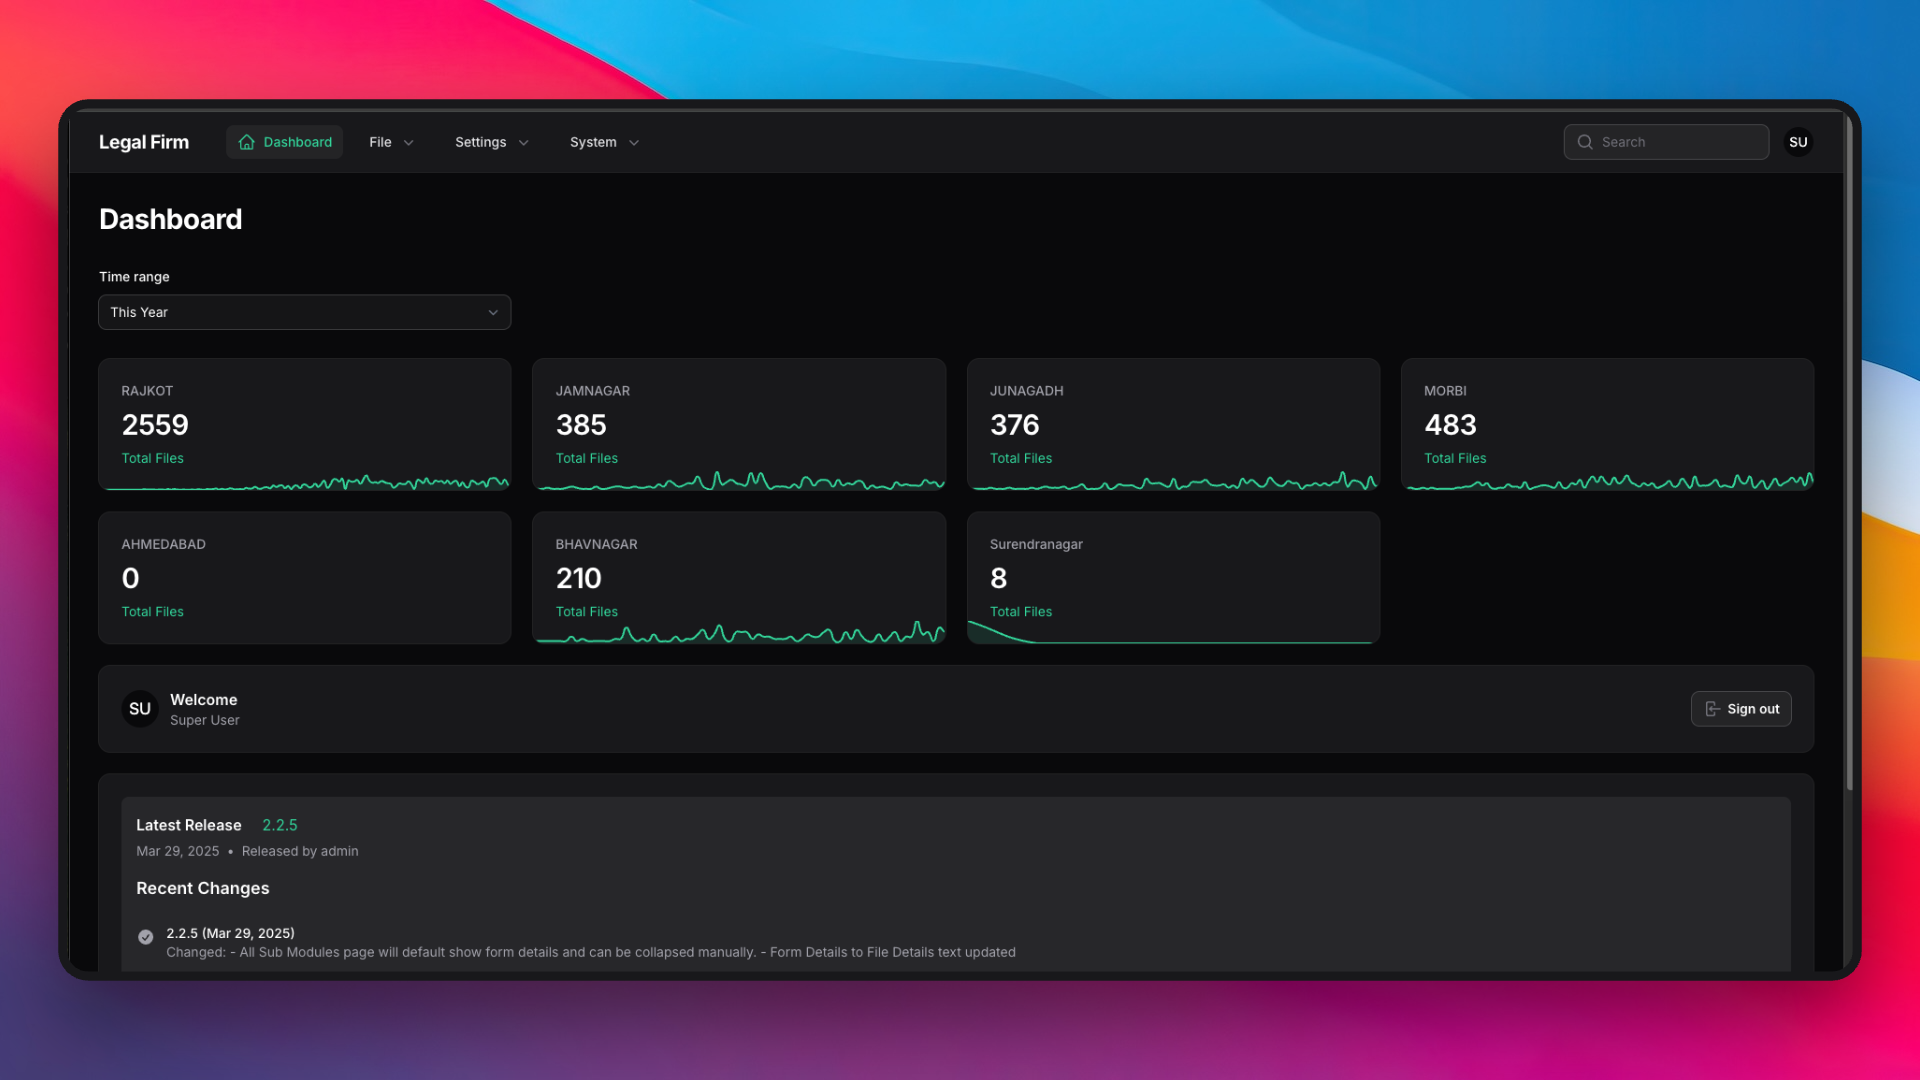 Legal Firm Dashboard File Settings System Search SU
Dashboard
Time range
This Year
RAJKOT
2559
Total Files
JAMNAGAR
385
Total Files
JUNAGADH
376
Total Files
MORBI
483
Total Files
AHMEDABAD
0
Total Files
BHAVNAGAR
210
Total Files
Surendranagar
8
Total Files
SU
Welcome
Super User
Sign out
Latest Release 2.2.5
Mar 29, 2025 • Released by admin
Recent Changes
2.2.5 (Mar 29, 2025)
Changed: - All Sub Modules page will default show form details and can be collapsed manually. - Form Details to File Details text updated